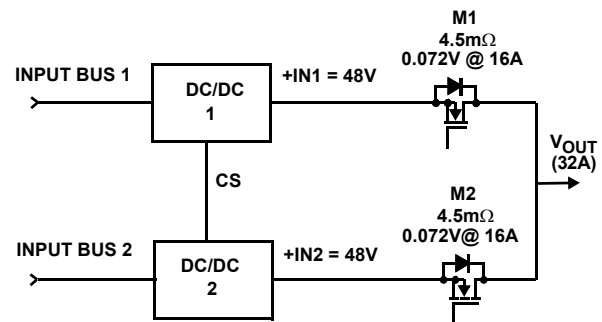 M1
4.5mΩ
0.072V @ 16A
INPUT BUS 1
DC/DC
1
+IN1 = 48V
VOUT
(32A)
CS
M2
4.5mΩ
0.072V@ 16A
INPUT BUS 2
DC/DC
2
+IN2 = 48V